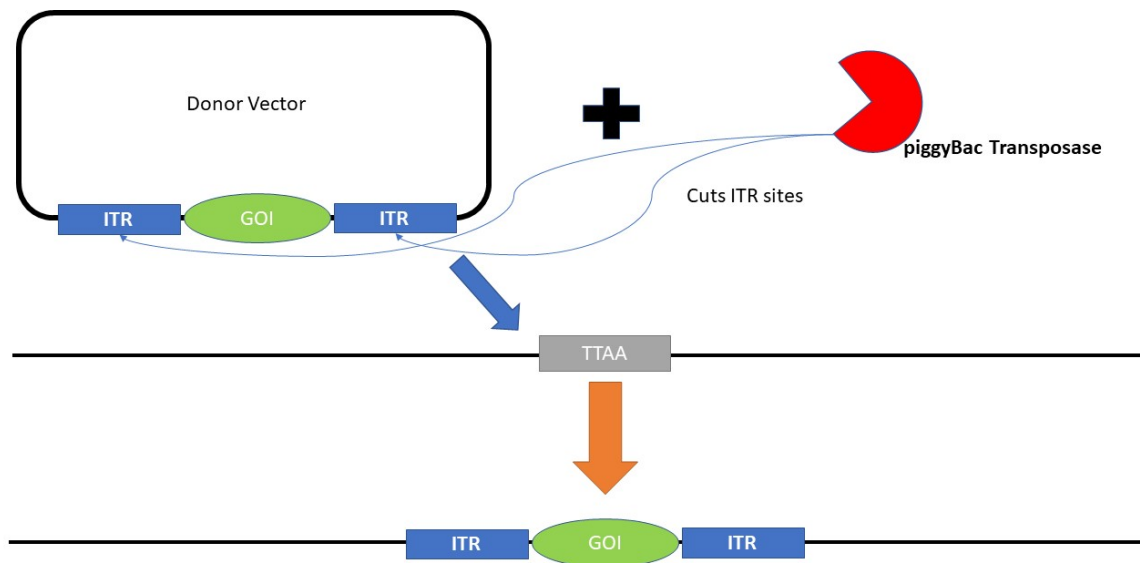 Donor Vector
piggyBac Transposase
Cuts ITR sites
ITR
GOI
ITR
TTAA
ITR
GOI
ITR